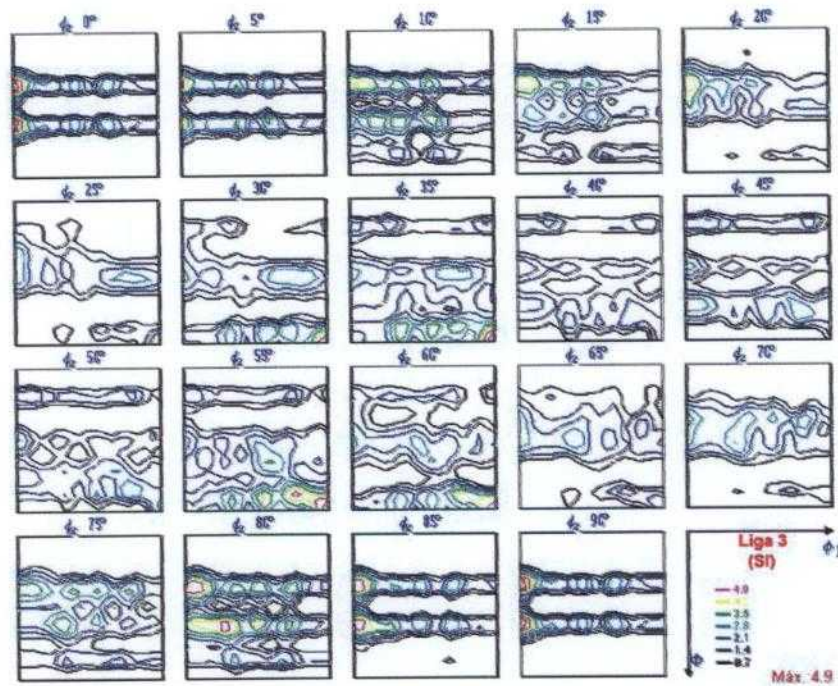 φ₂ 0°
φ₂ 5°
φ₂ 10°
φ₂ 15°
φ₂ 20°
φ₂ 25°
φ₂ 30°
φ₂ 35°
φ₂ 40°
φ₂ 45°
φ₂ 50°
φ₂ 55°
φ₂ 60°
φ₂ 65°
φ₂ 70°
φ₂ 75°
φ₂ 80°
φ₂ 85°
φ₂ 90°
Liga 3
(SI)
4.9
3.5
2.8
2.1
1.4
0.7
Φ
Máx. 4.9